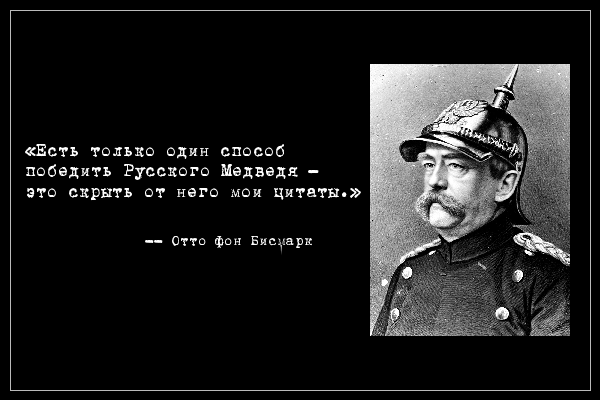 «Есть только один способ
победить Русского Медведя —
это скрыть от него мои цитаты.»
-- Отто фон Бисмарк